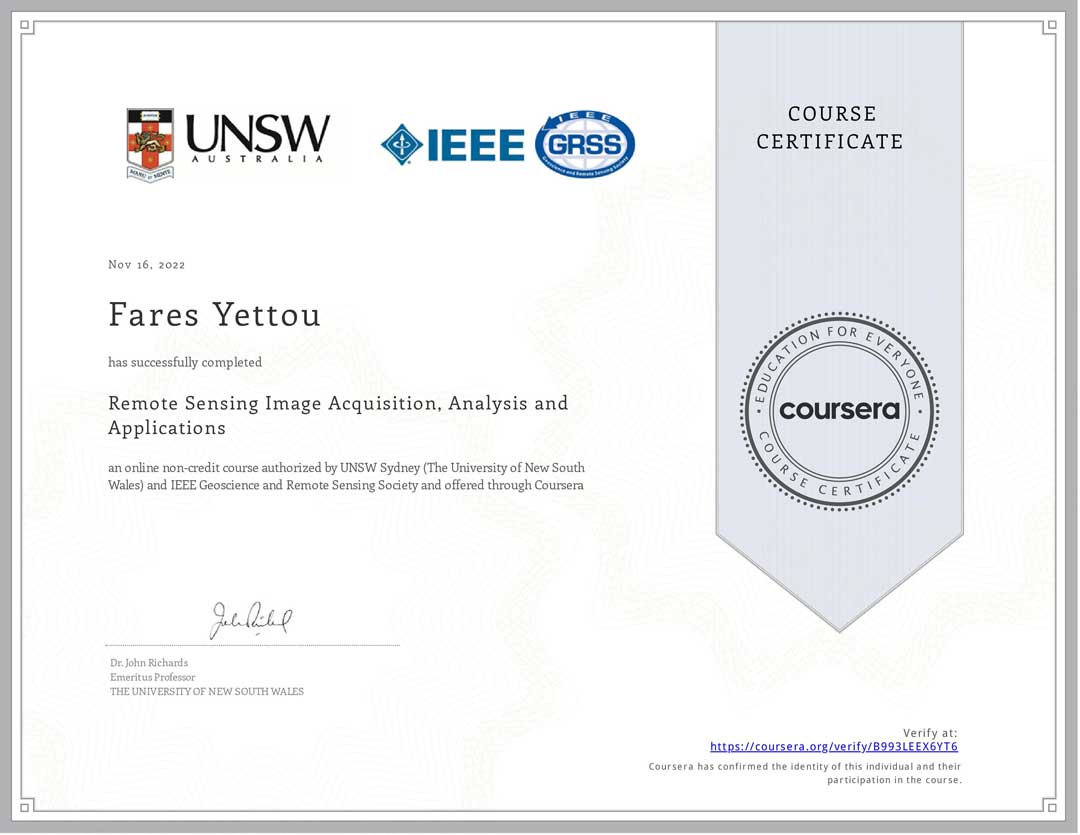 UNSW
AUSTRALIA
MANU ET MENTE
IEEE
IEEE
GRSS
Geoscience and Remote Sensing Society
COURSE
CERTIFICATE
Nov 16, 2022
Fares Yettou
has successfully completed
Remote Sensing Image Acquisition, Analysis and
Applications
an online non-credit course authorized by UNSW Sydney (The University of New South
Wales) and IEEE Geoscience and Remote Sensing Society and offered through Coursera
EDUCATION FOR EVERYONE
coursera
COURSE CERTIFICATE
Dr. John Richards
Emeritus Professor
THE UNIVERSITY OF NEW SOUTH WALES
Verify at:
https://coursera.org/verify/B993LEEX6YT6
Coursera has confirmed the identity of this individual and their
participation in the course.